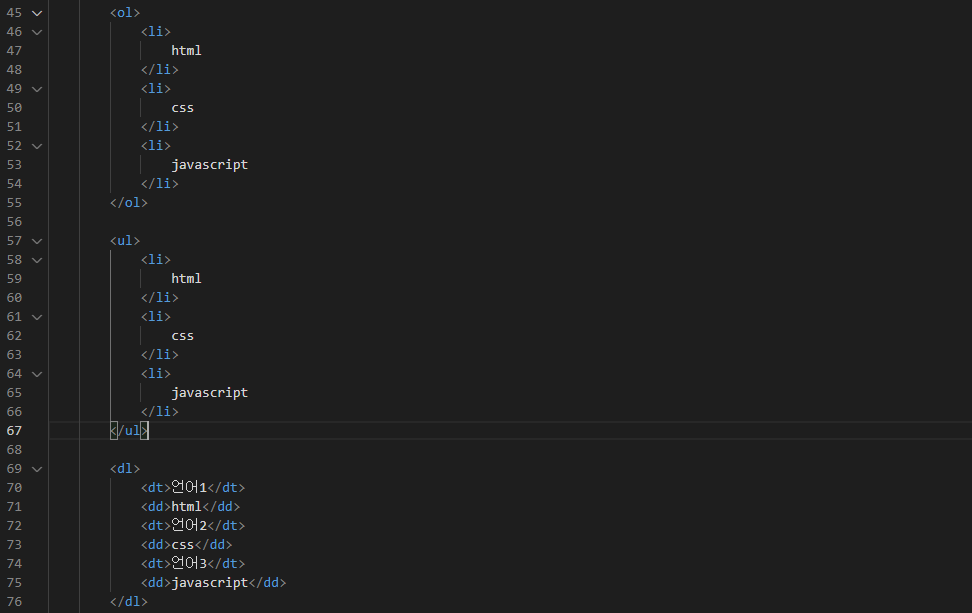 45 <ol>
46 <li>
47 html
48 </li>
49 <li>
50 css
51 </li>
52 <li>
53 javascript
54 </li>
55 </ol>
56
57 <ul>
58 <li>
59 html
60 </li>
61 <li>
62 css
63 </li>
64 <li>
65 javascript
66 </li>
67 </ul>
68
69 <dl>
70 <dt>언어1</dt>
71 <dd>html</dd>
72 <dt>언어2</dt>
73 <dd>css</dd>
74 <dt>언어3</dt>
75 <dd>javascript</dd>
76 </dl>